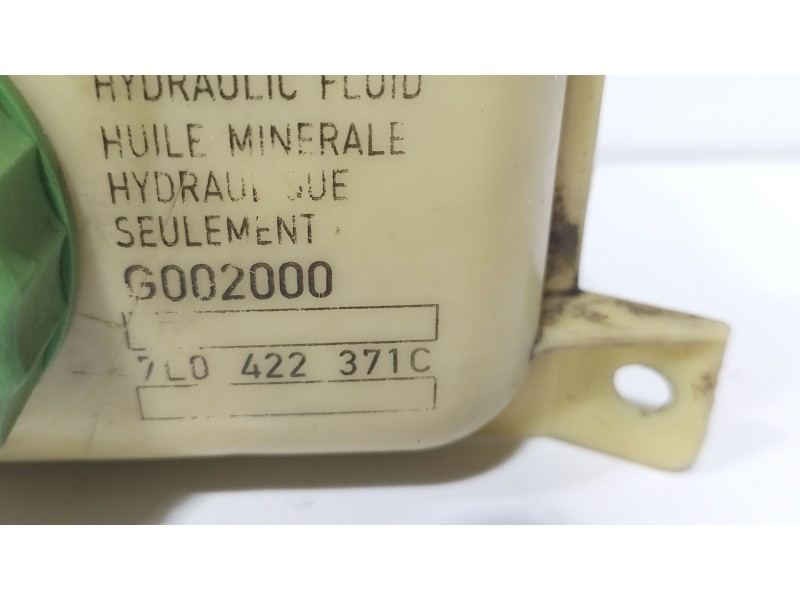 HYDRAULIC FLUID
HUILE MINERALE
SEULEMENT
G002000
7L0 422 371C